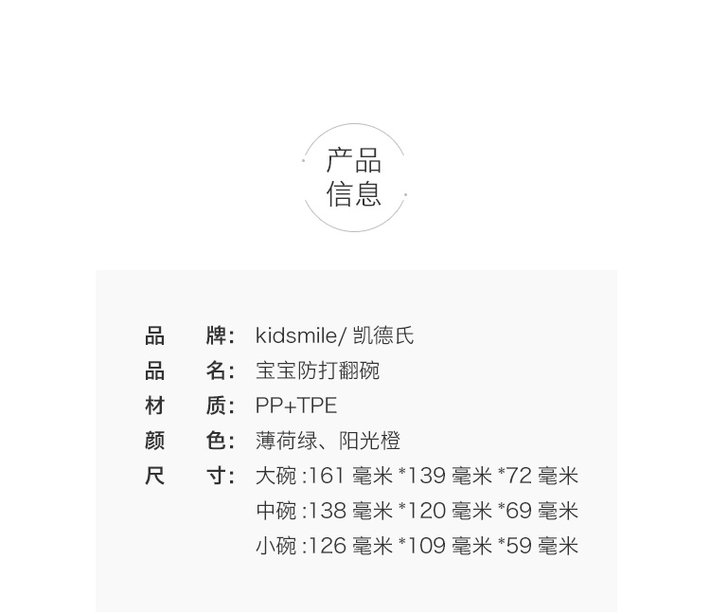 产品
信息
品 牌: kidsmile/ 凯德氏
品 名: 宝宝防打翻碗
材 质: PP+TPE
颜 色: 薄荷绿、阳光橙
尺 寸: 大碗 :161 毫米 *139 毫米 *72 毫米
中碗 :138 毫米 *120 毫米 *69 毫米
小碗 :126 毫米 *109 毫米 *59 毫米